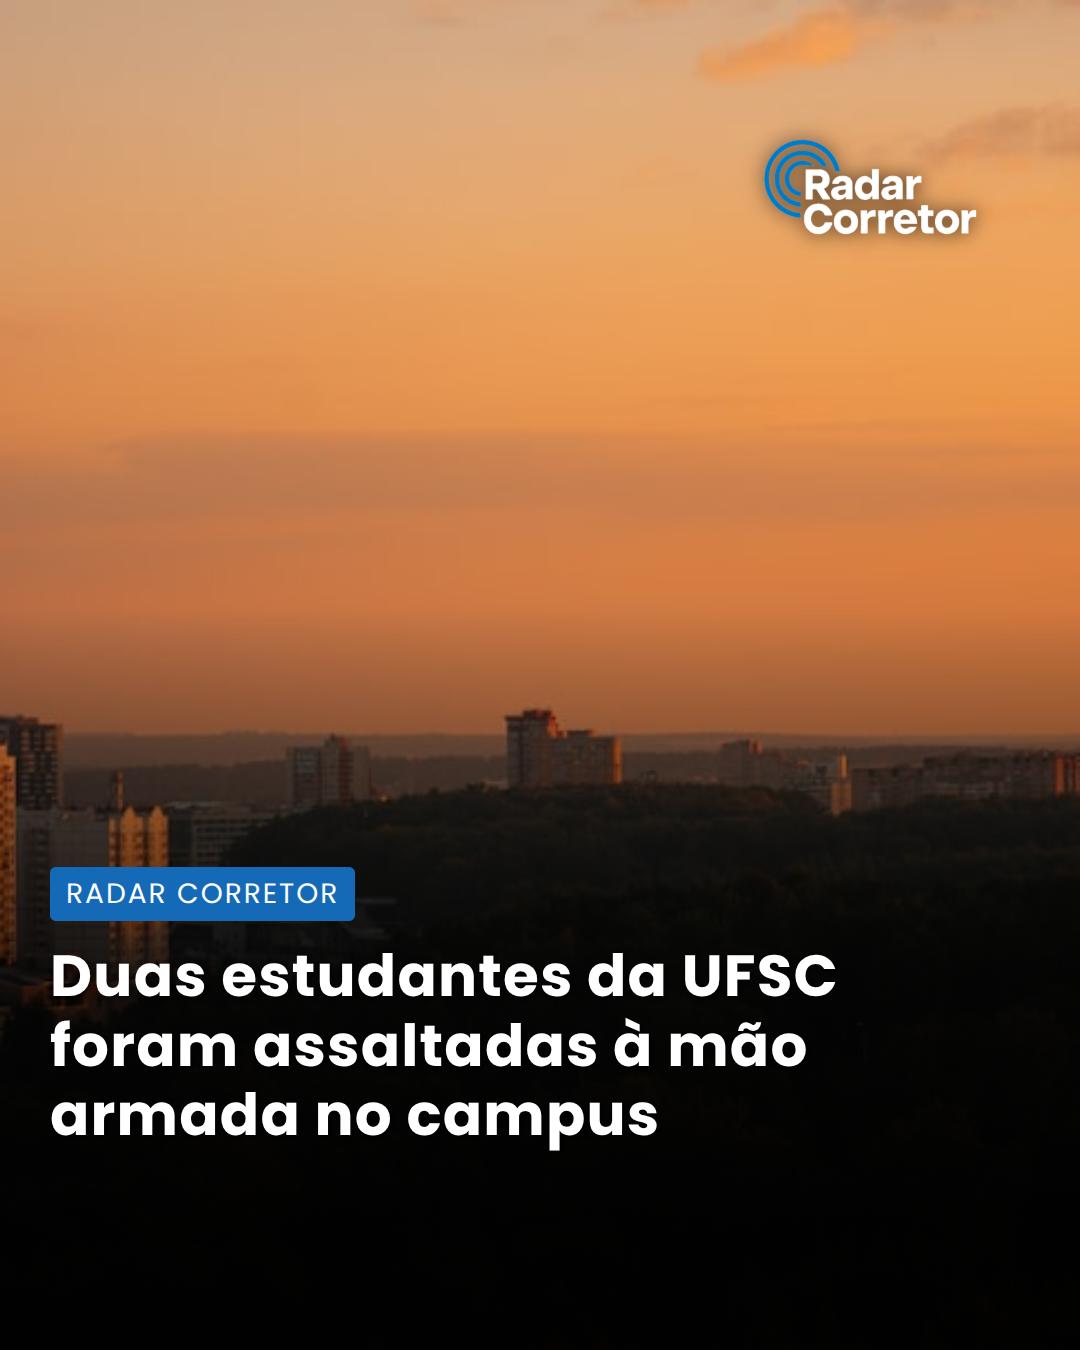 Radar
Corretor
RADAR CORRETOR
Duas estudantes da UFSC
foram assaltadas à mão
armada no campus